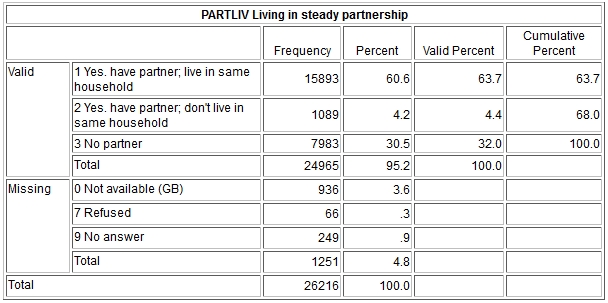 PARTLIV Living in steady partnership
Frequency Percent Valid Percent Cumulative Percent
Valid 1 Yes. have partner; live in same household 15893 60.6 63.7 63.7
2 Yes. have partner; don't live in same household 1089 4.2 4.4 68.0
3 No partner 7983 30.5 32.0 100.0
Total 24965 95.2 100.0
Missing 0 Not available (GB) 936 3.6
7 Refused 66 .3
9 No answer 249 .9
Total 1251 4.8
Total 26216 100.0